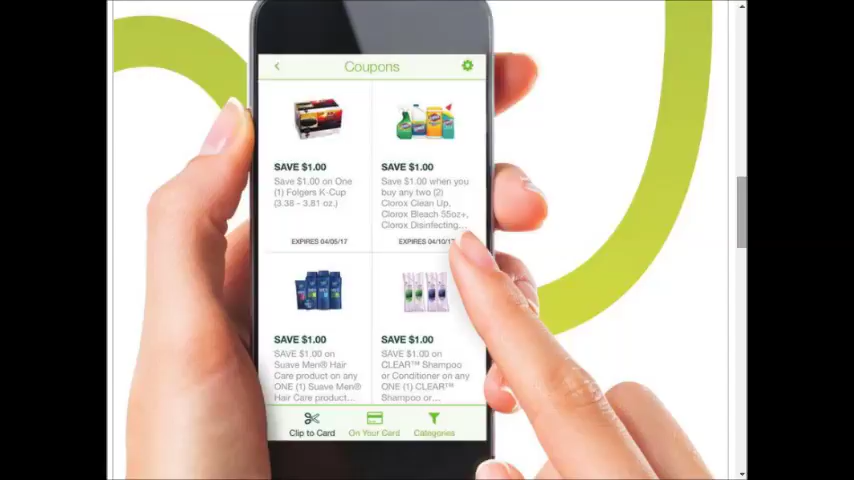 Coupons
SAVE $1.00
Save $1.00 on One
(1) Folgers K-Cup
(3.38 - 3.81 oz.)
EXPIRES 04/05/17
SAVE $1.00
Save $1.00 when you
buy any two (2)
Clorox Clean Up,
Clorox Bleach 55oz+,
Clorox Disinfecting...
EXPIRES 04/10/17
SAVE $1.00
SAVE $1.00 on
Suave Men® Hair
Care product on any
ONE (1) Suave Men®
Hair Care product...
SAVE $1.00
SAVE $1.00 on
CLEAR™ Shampoo
or Conditioner on any
ONE (1) CLEAR™
Shampoo or...
Clip to Card
On Your Card
Categories